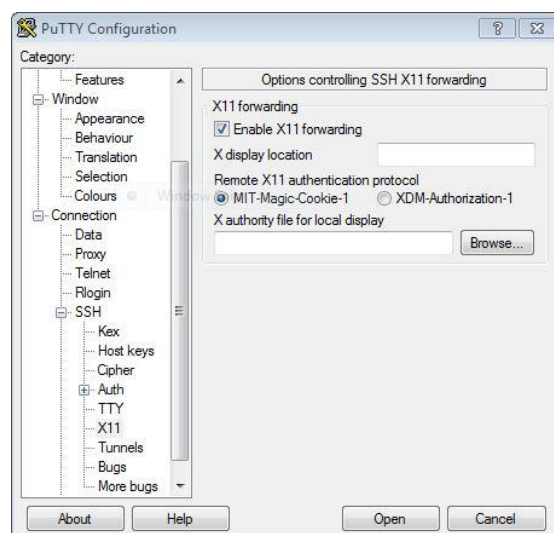 PuTTY Configuration
Category:
Features
Window
Appearance
Behaviour
Translation
Selection
Colours
Connection
Data
Proxy
Telnet
Rlogin
SSH
Kex
Host keys
Cipher
Auth
TTY
X11
Tunnels
Bugs
More bugs
Options controlling SSH X11 forwarding
X11 forwarding
Enable X11 forwarding
X display location
Remote X11 authentication protocol
MIT-Magic-Cookie-1 XDM-Authorization-1
X authority file for local display
Browse...
About Help Open Cancel
Window